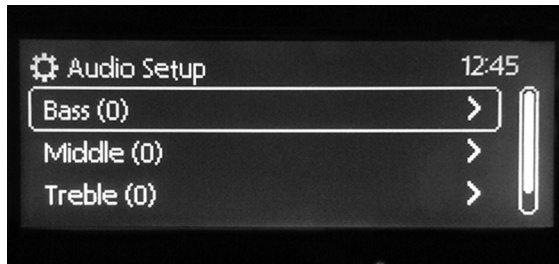 Audio Setup 12:45
Bass (0)
Middle (0)
Treble (0)